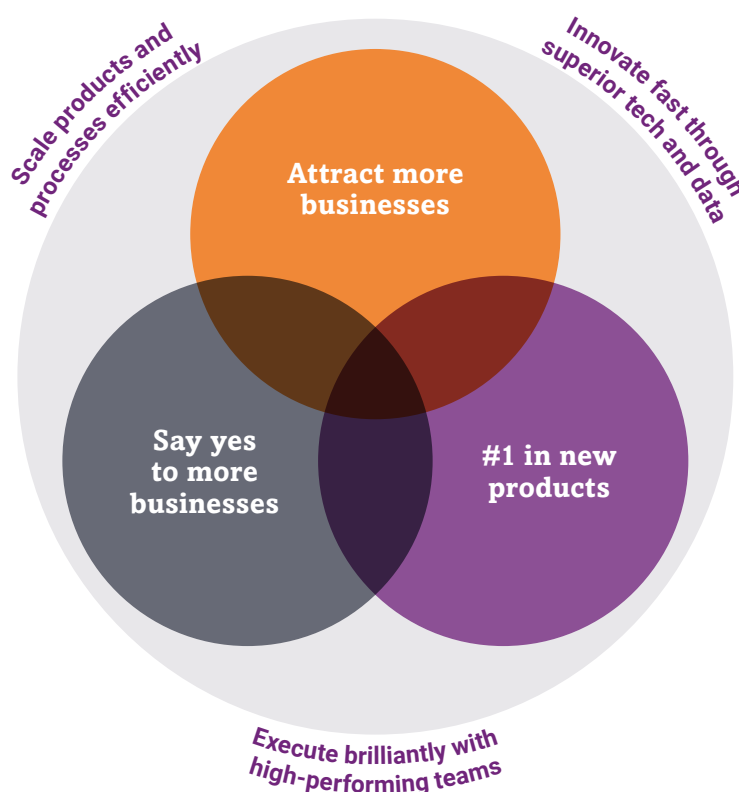 Scale products and
processes efficiently
Innovate fast through
superior tech and data
Attract more
businesses
Say yes
to more
businesses
#1 in new
products
Execute brilliantly with
high-performing teams